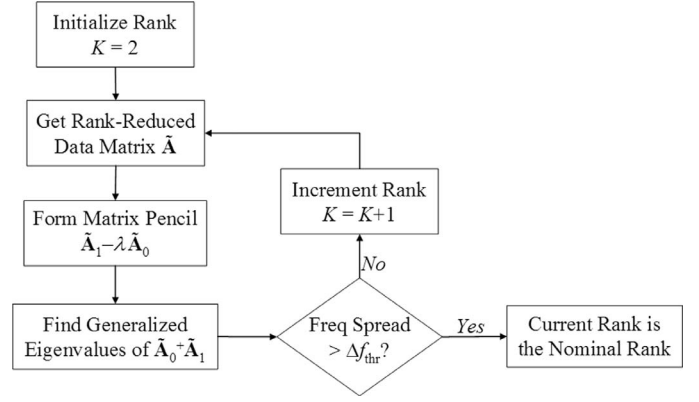 Initialize Rank
K = 2
Get Rank-Reduced
Data Matrix Ã
Form Matrix Pencil
Ã₁–λÃ₀
Find Generalized
Eigenvalues of Ã₀⁺Ã₁
Increment Rank
K = K+1
No
Freq Spread
> Δfₜₕᵣ?
Yes
Current Rank is
the Nominal Rank